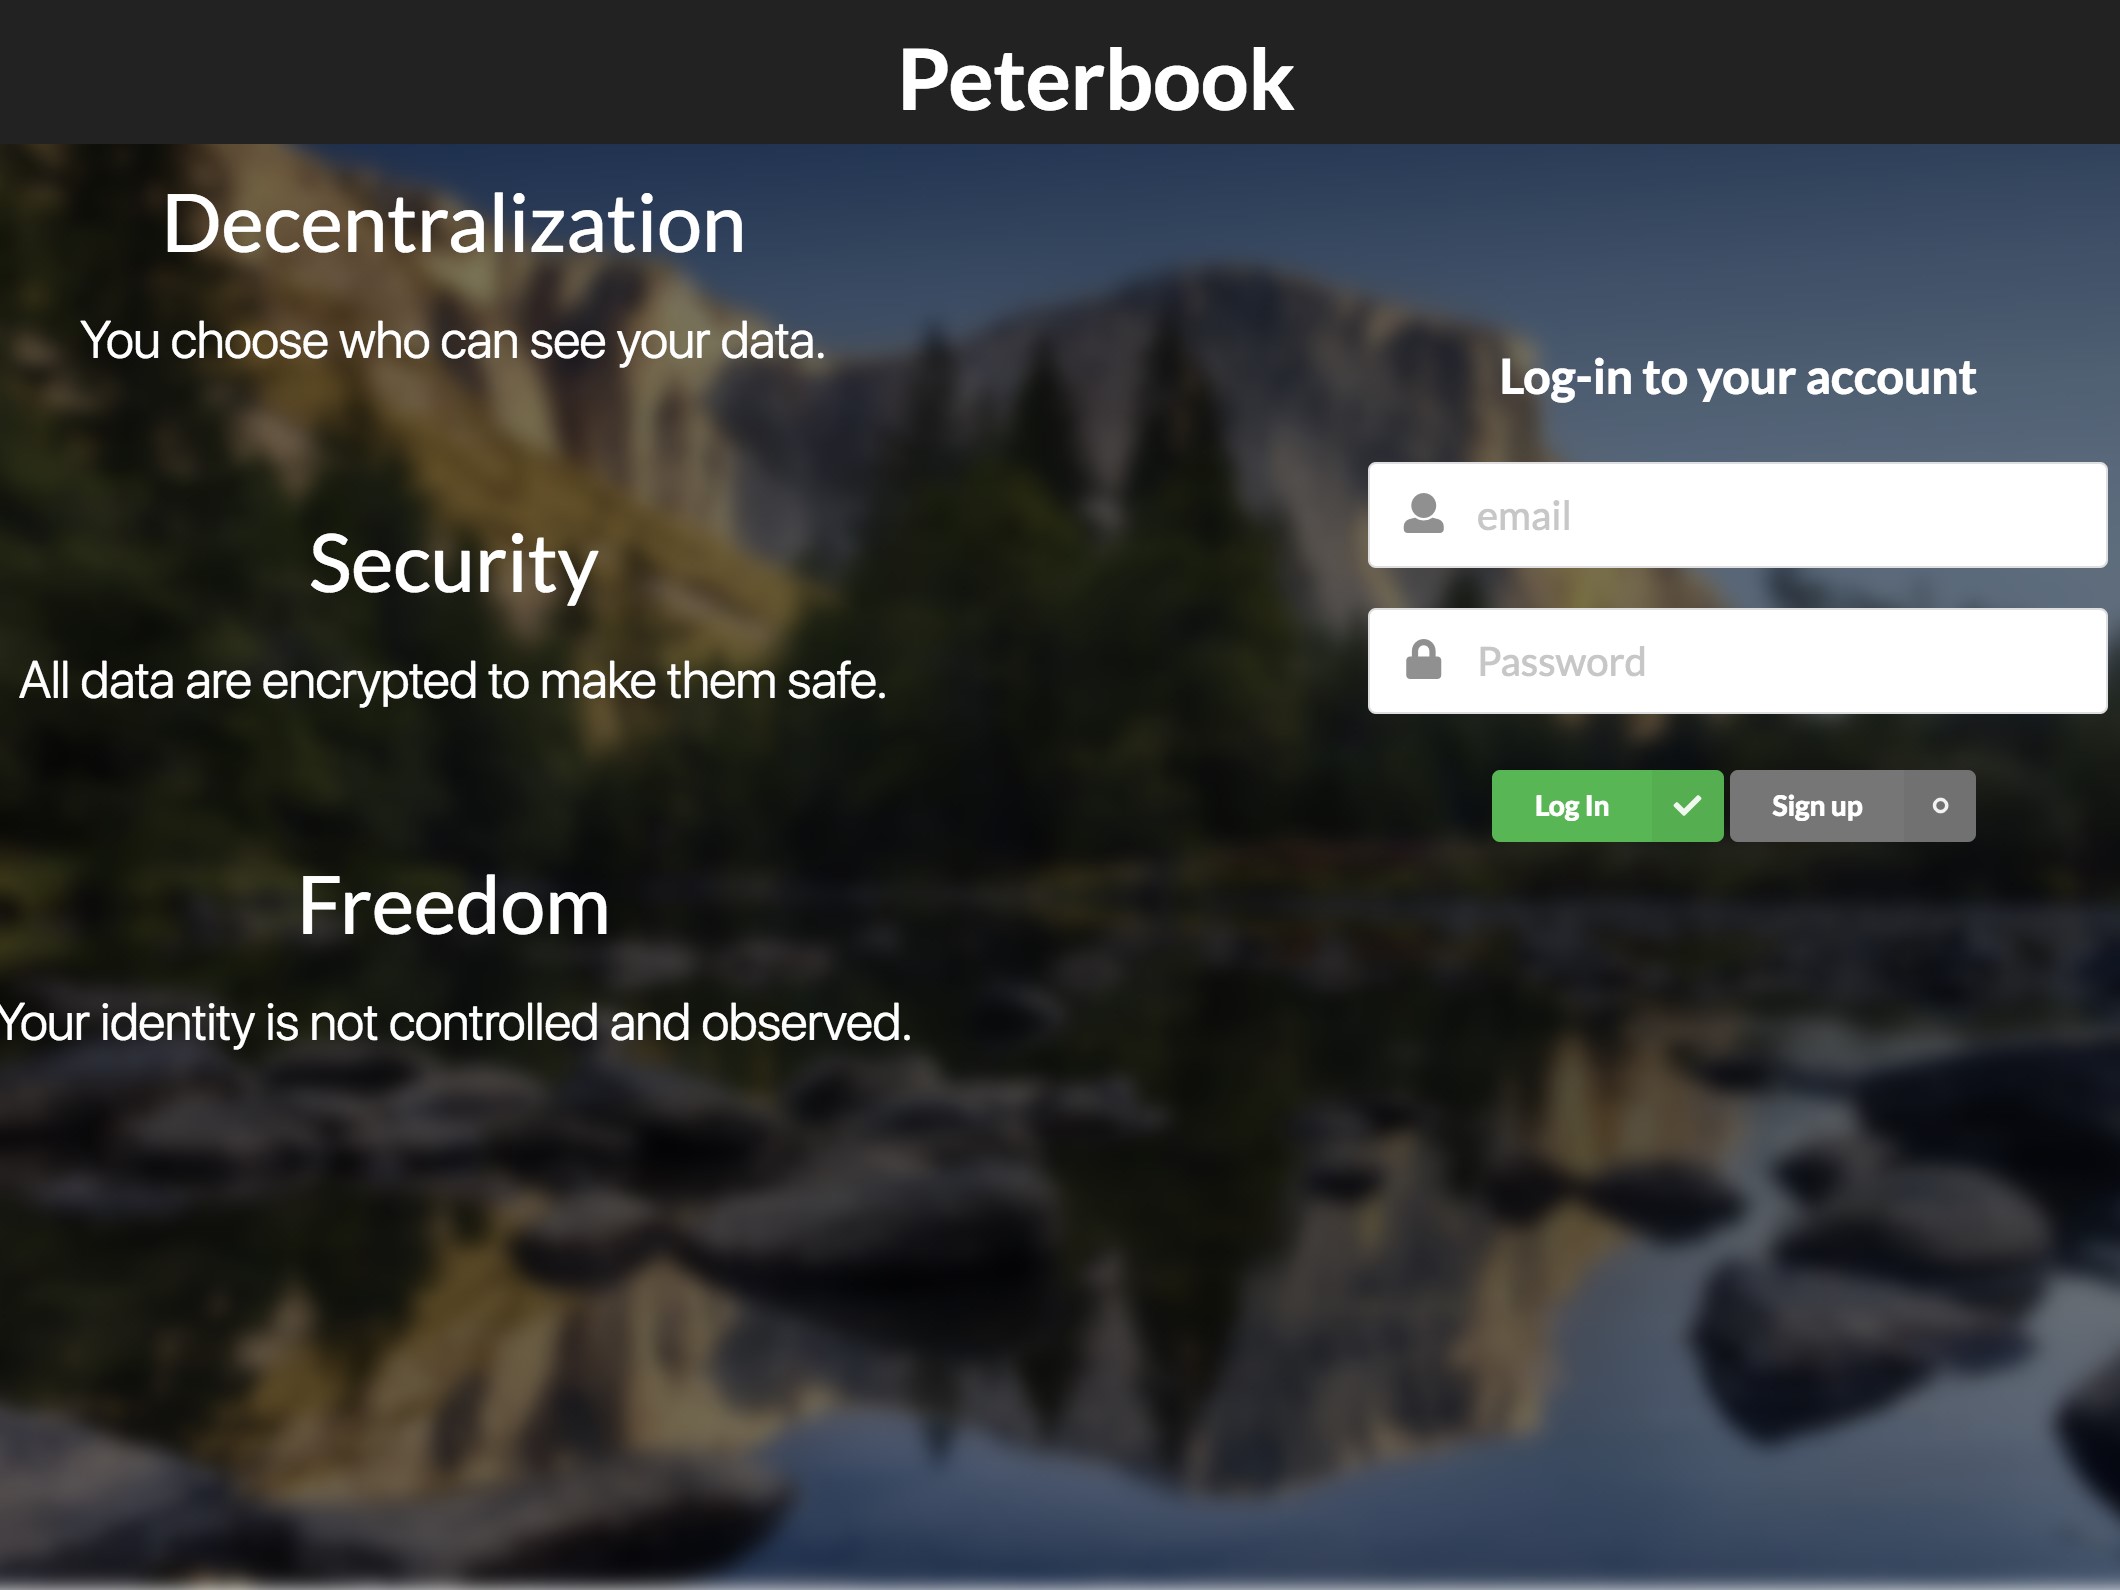 Peterbook
Decentralization
You choose who can see your data.
Security
All data are encrypted to make them safe.
Freedom
Your identity is not controlled and observed.
Log-in to your account
email
Password
Log In
Sign up